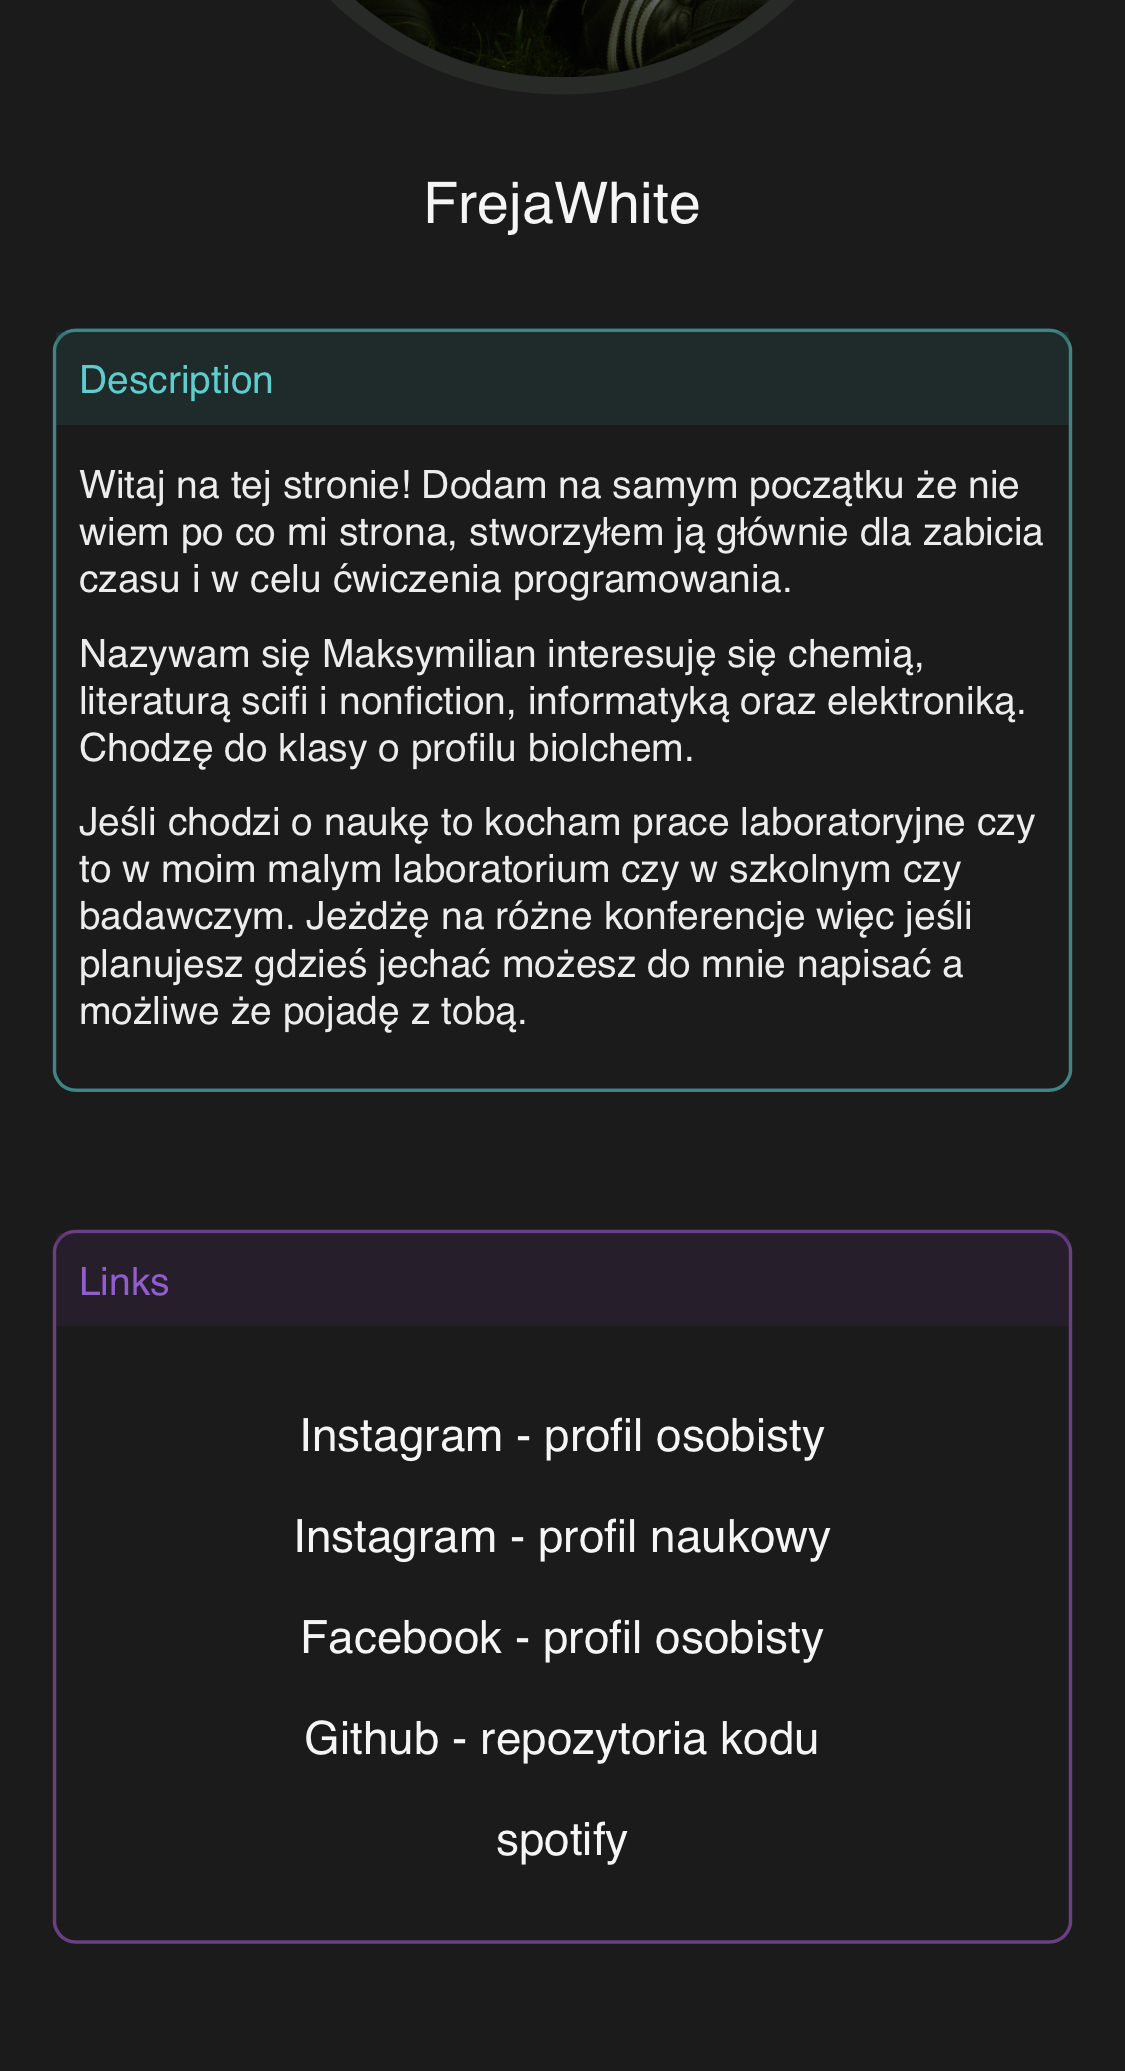 FrejaWhite
Description
Witaj na tej stronie! Dodam na samym początku że nie
wiem po co mi strona, stworzyłem ją głównie dla zabicia
czasu i w celu ćwiczenia programowania.
Nazywam się Maksymilian interesuję się chemią,
literaturą scifi i nonfiction, informatyką oraz elektroniką.
Chodzę do klasy o profilu biolchem.
Jeśli chodzi o naukę to kocham prace laboratoryjne czy
to w moim malym laboratorium czy w szkolnym czy
badawczym. Jeżdżę na różne konferencje więc jeśli
planujesz gdzieś jechać możesz do mnie napisać a
możliwe że pojadę z tobą.
Links
Instagram - profil osobisty
Instagram - profil naukowy
Facebook - profil osobisty
Github - repozytoria kodu
spotify